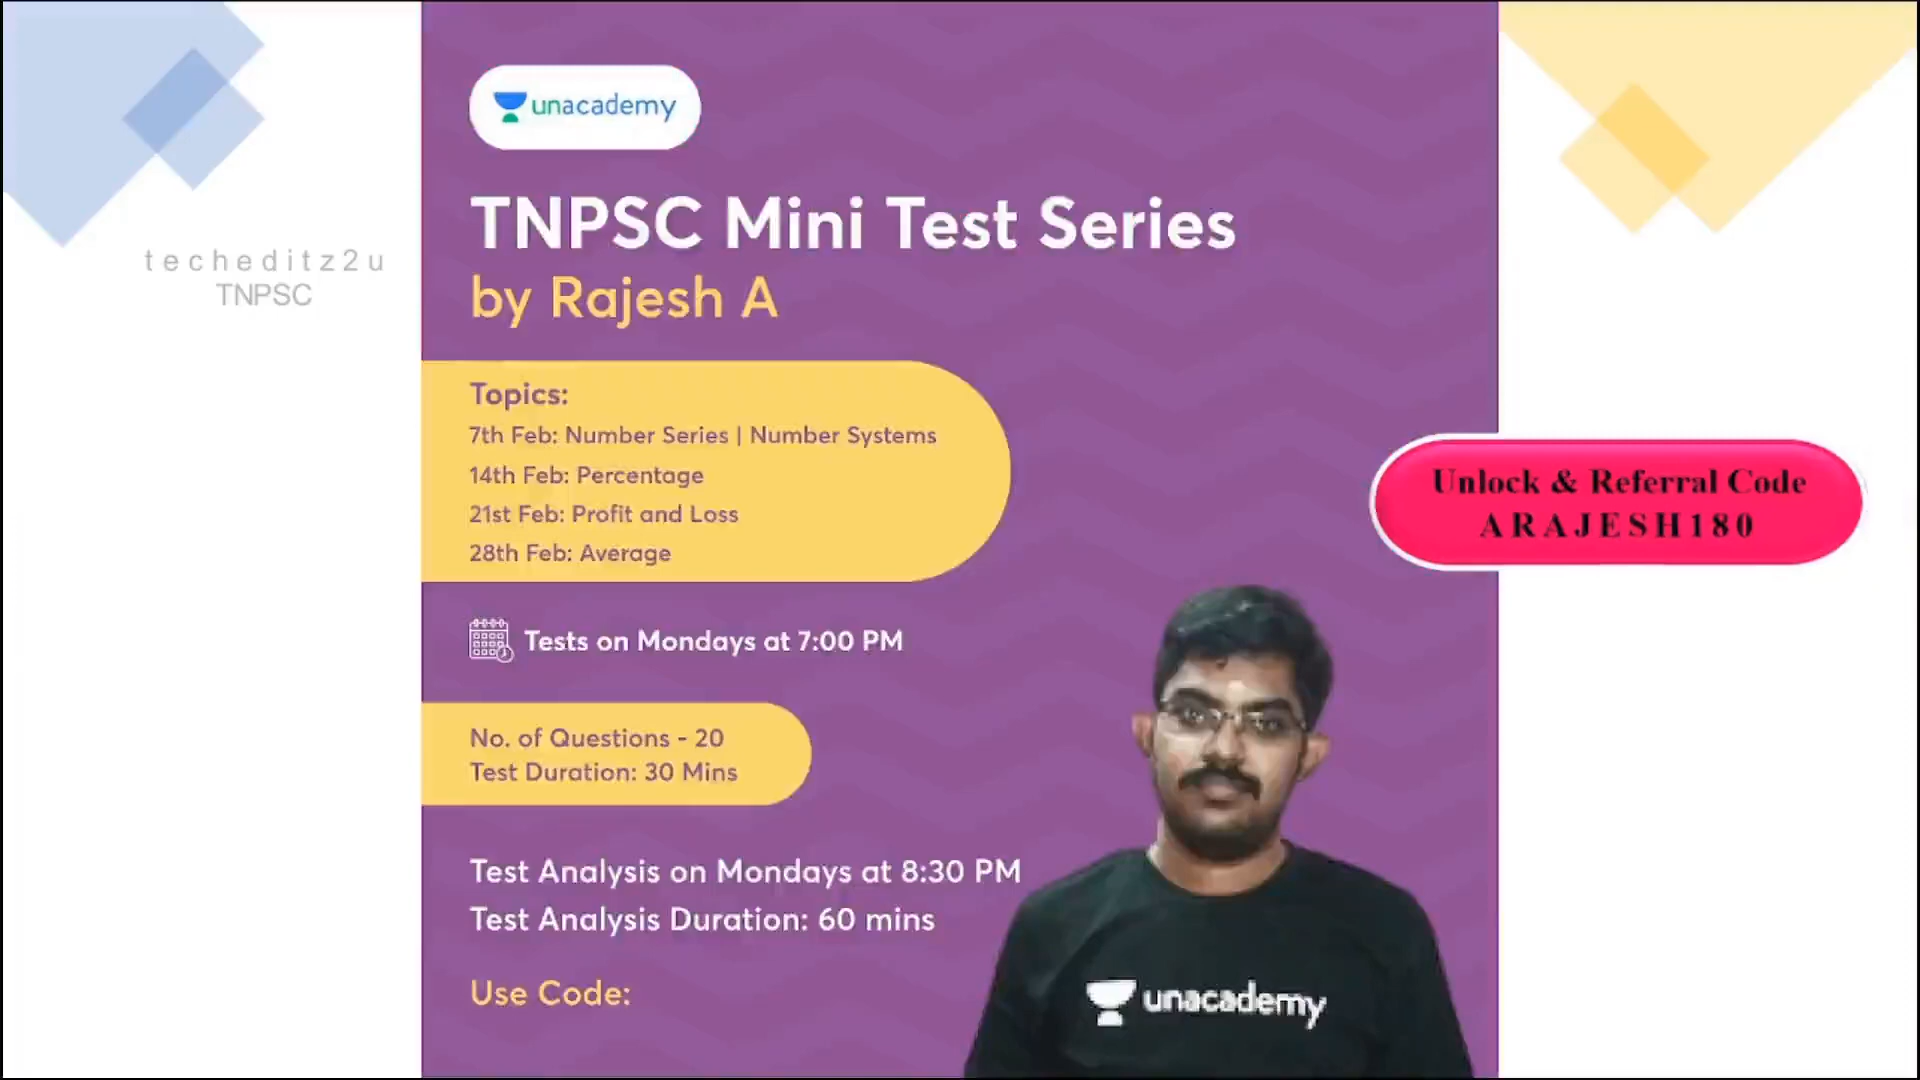 unacademy
TNPSC Mini Test Series
by Rajesh A
techeditz2u
TNPSC
Topics:
7th Feb: Number Series | Number Systems
14th Feb: Percentage
21st Feb: Profit and Loss
28th Feb: Average
Unlock & Referral Code
ARAJESH180
Tests on Mondays at 7:00 PM
No. of Questions - 20
Test Duration: 30 Mins
Test Analysis on Mondays at 8:30 PM
Test Analysis Duration: 60 mins
Use Code:
unacademy